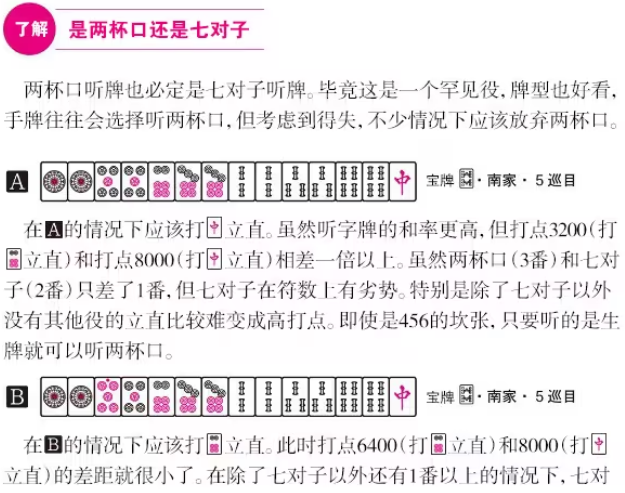 了解 是两杯口还是七对子
两杯口听牌也必定是七对子听牌。毕竟这是一个罕见役,牌型也好看,
手牌往往会选择听两杯口,但考虑到得失,不少情况下应该放弃两杯口。
A 中 宝牌 ·南家·5巡目
在A的情况下应该打中立直。虽然听字牌的和率更高,但打点3200(打
立直)和打点8000(打中立直)相差一倍以上。虽然两杯口(3番)和七对
子(2番)只差了1番,但七对子在符数上有劣势。特别是除了七对子以外
没有其他役的立直比较难变成高打点。即使是456的坎张,只要听的是生
牌就可以听两杯口。
B 中 宝牌 ·南家·5巡目
在B的情况下应该打 立直。此时打点6400(打 立直)和8000(打中
立直)的差距就很小了。在除了七对子以外还有1番以上的情况下,七对